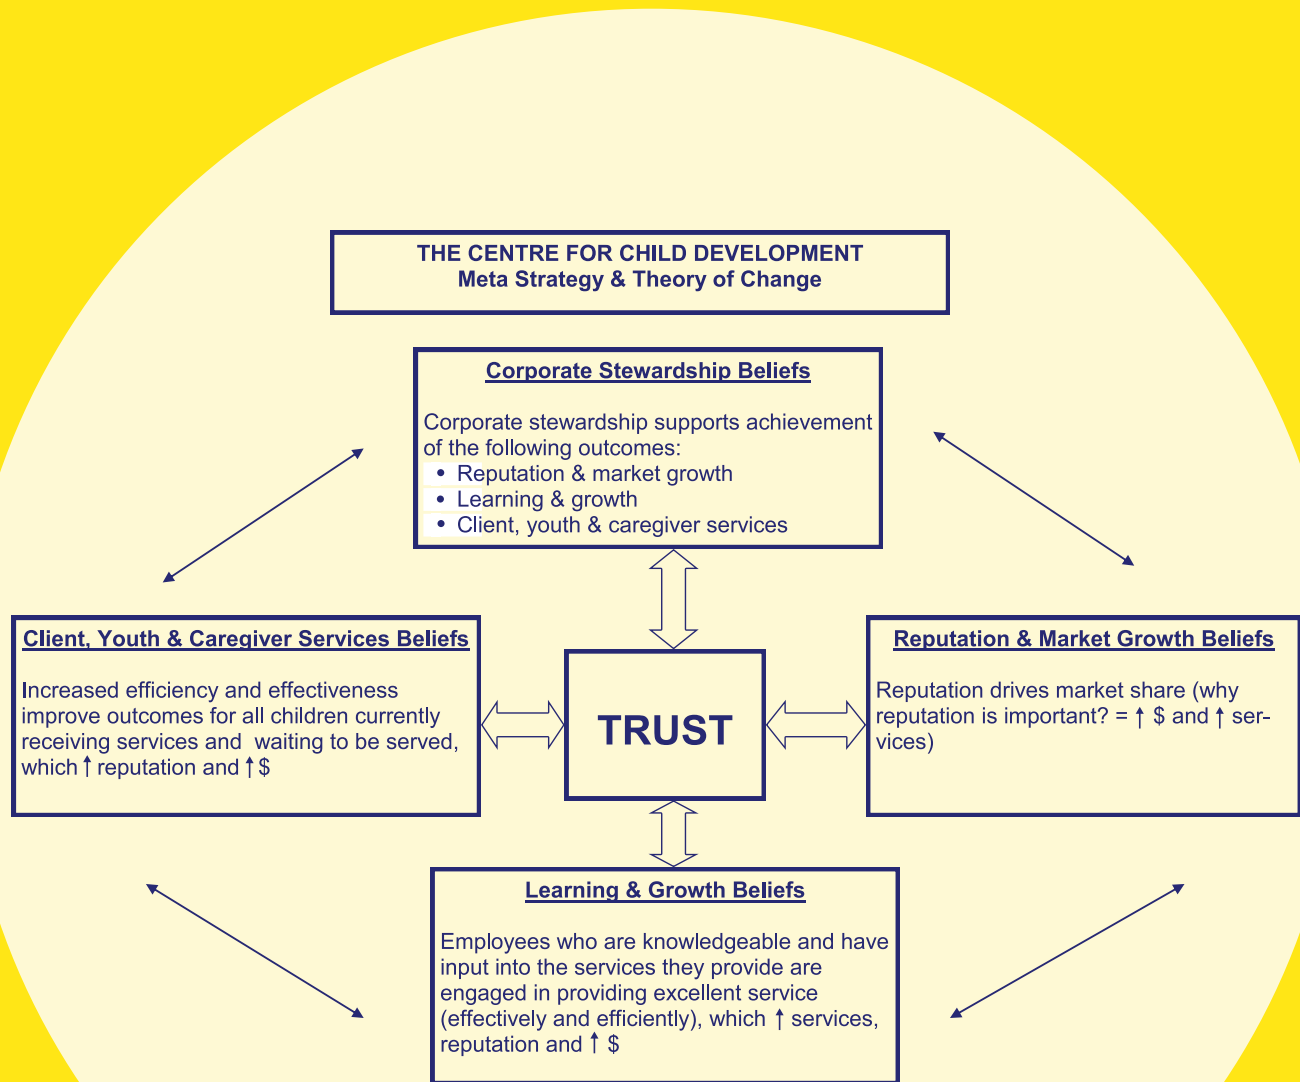 THE CENTRE FOR CHILD DEVELOPMENT
Meta Strategy & Theory of Change
Corporate Stewardship Beliefs
Corporate stewardship supports achievement
of the following outcomes:
• Reputation & market growth
• Learning & growth
• Client, youth & caregiver services
Client, Youth & Caregiver Services Beliefs
Increased efficiency and effectiveness
improve outcomes for all children currently
receiving services and waiting to be served,
which ↑ reputation and ↑ $
TRUST
Reputation & Market Growth Beliefs
Reputation drives market share (why
reputation is important? = ↑ $ and ↑ ser-
vices)
Learning & Growth Beliefs
Employees who are knowledgeable and have
input into the services they provide are
engaged in providing excellent service
(effectively and efficiently), which ↑ services,
reputation and ↑ $